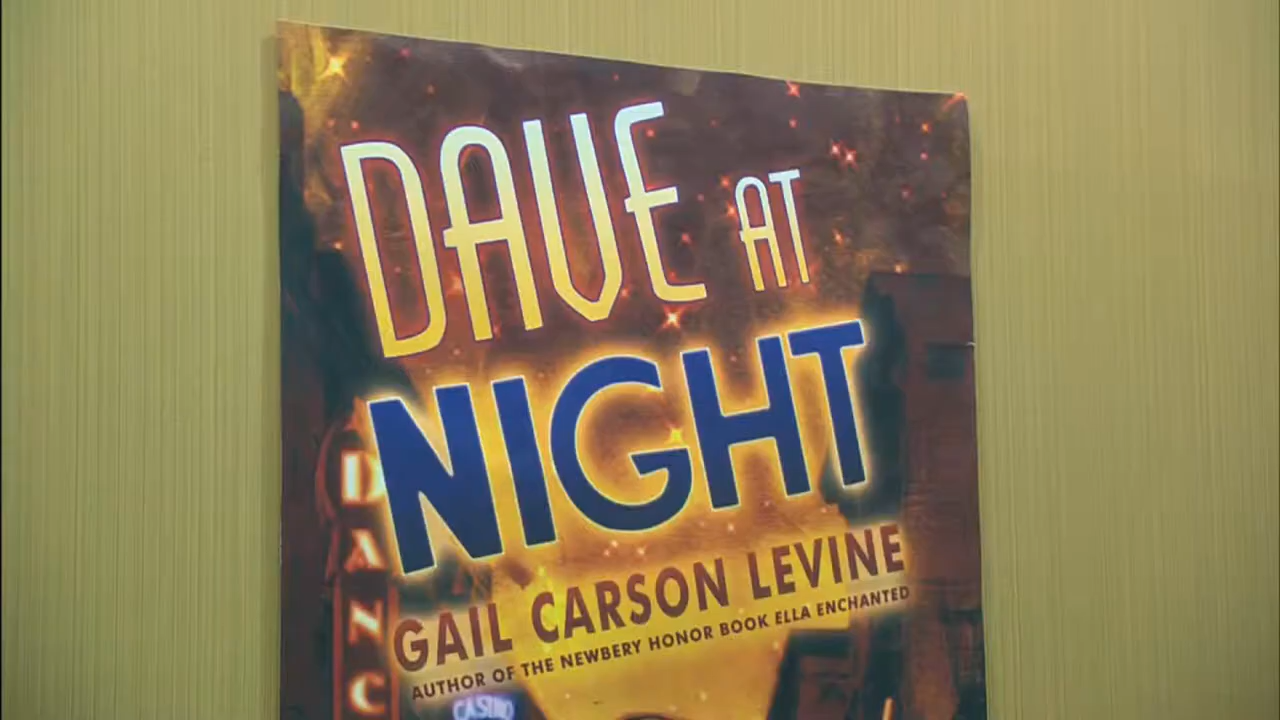 DAVE AT
NIGHT
GAIL CARSON LEVINE
AUTHOR OF THE NEWBERY HONOR BOOK ELLA ENCHANTED
DANC
CASINO